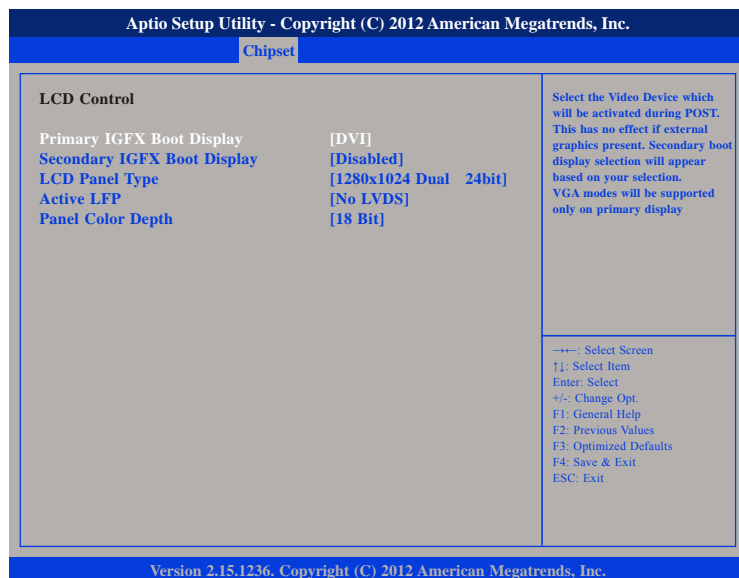 Aptio Setup Utility - Copyright (C) 2012 American Megatrends, Inc.
Chipset
LCD Control
Primary IGFX Boot Display [DVI]
Secondary IGFX Boot Display [Disabled]
LCD Panel Type [1280x1024 Dual 24bit]
Active LFP [No LVDS]
Panel Color Depth [18 Bit]
Select the Video Device which
will be activated during POST.
This has no effect if external
graphics present. Secondary boot
display selection will appear
based on your selection.
VGA modes will be supported
only on primary display
→←: Select Screen
↑↓: Select Item
Enter: Select
+/-: Change Opt.
F1: General Help
F2: Previous Values
F3: Optimized Defaults
F4: Save & Exit
ESC: Exit
Version 2.15.1236. Copyright (C) 2012 American Megatrends, Inc.